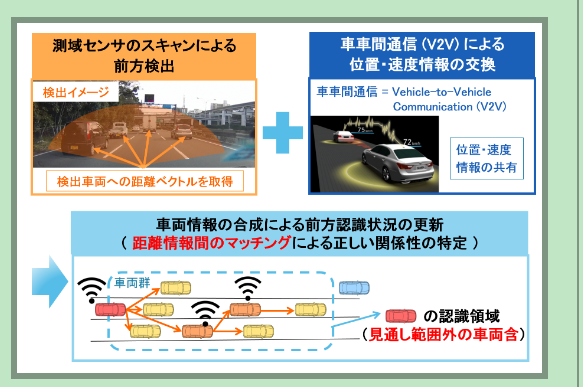 測域センサのスキャンによる
前方検出
検出イメージ
検出車両への距離ベクトルを取得
車車間通信(V2V)による
位置・速度情報の交換
車車間通信 = Vehicle-to-Vehicle
Communication (V2V)
75 km/h
72 km/h
位置・速度
情報の共有
車両情報の合成による前方認識状況の更新
( 距離情報間のマッチングによる正しい関係性の特定 )
車両群
の認識領域
(見通し範囲外の車両含)